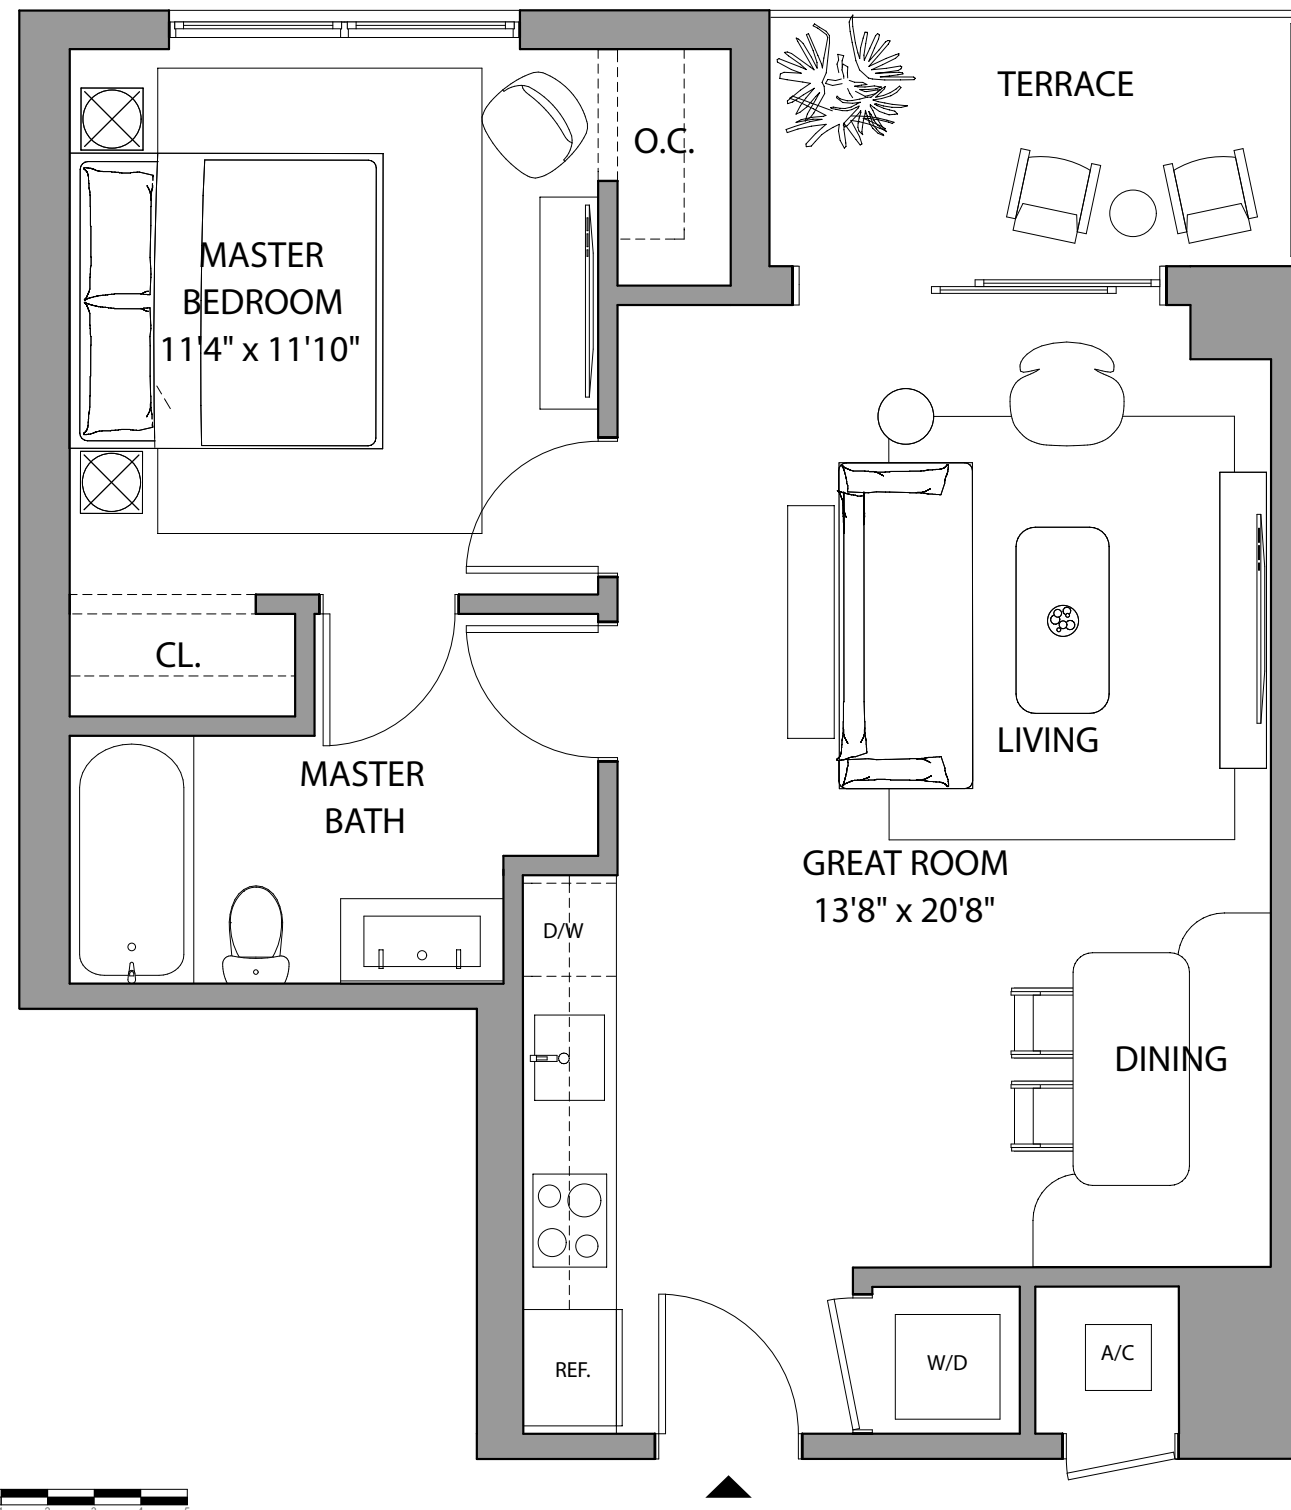 TERRACE
O.C.
MASTER
BEDROOM
11'4" x 11'10"
CL.
LIVING
MASTER
BATH
GREAT ROOM
13'8" x 20'8"
D/W
DINING
W/D
A/C
REF.